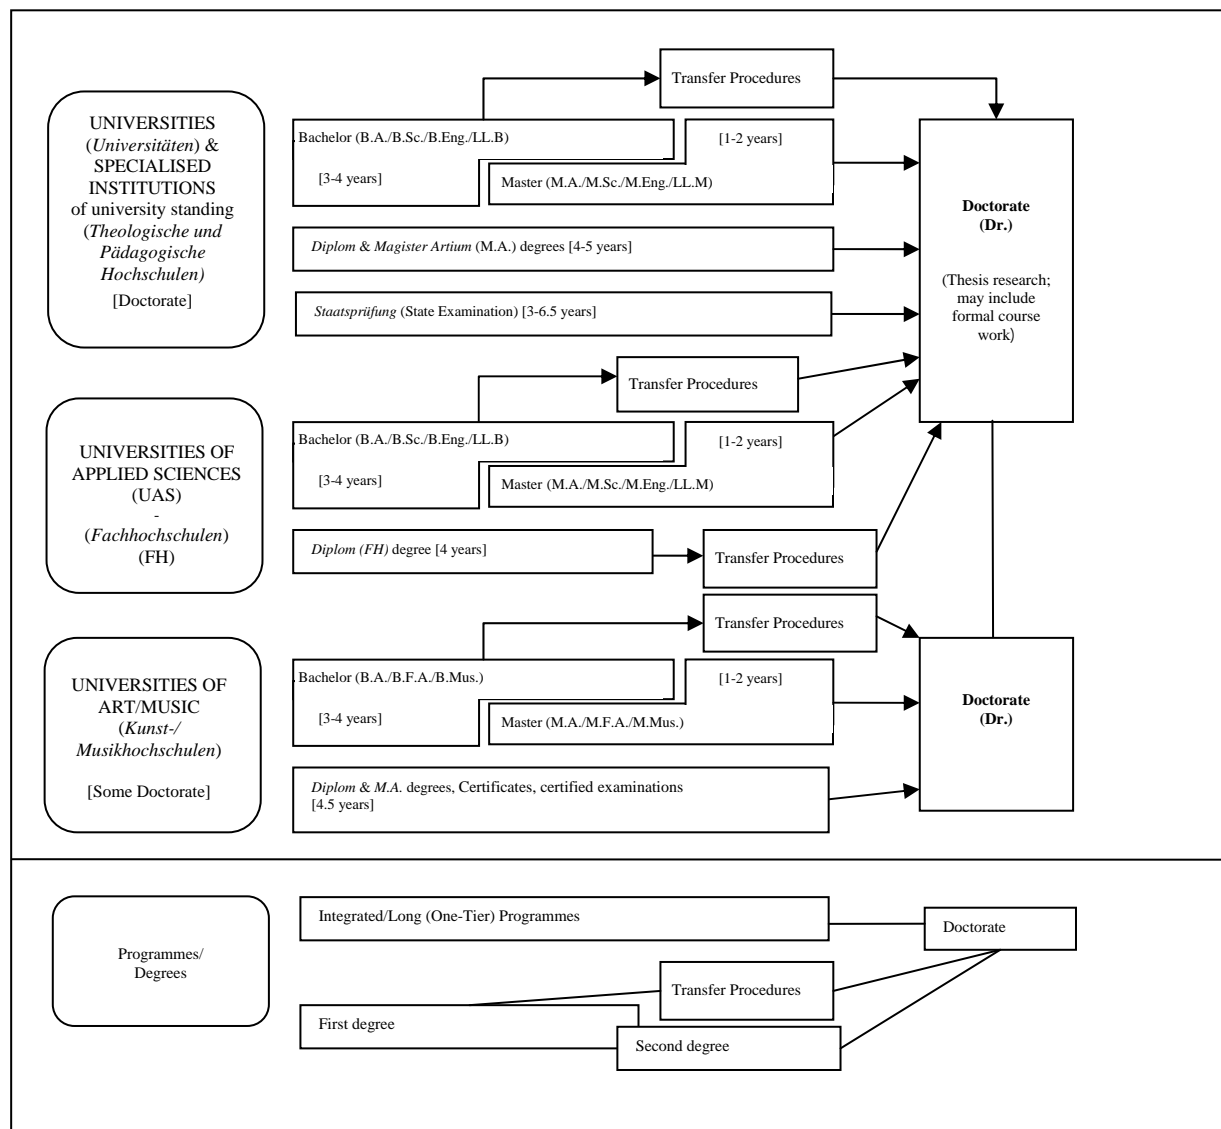 Transfer Procedures
UNIVERSITIES
(Universitäten) &
SPECIALISED
INSTITUTIONS
of university standing
(Theologische und
Pädagogische
Hochschulen)
[Doctorate]
Bachelor (B.A./B.Sc./B.Eng./LL.B)
[3-4 years]
[1-2 years]
Master (M.A./M.Sc./M.Eng./LL.M)
Diplom & Magister Artium (M.A.) degrees [4-5 years]
Staatsprüfung (State Examination) [3-6.5 years]
Doctorate
(Dr.)
(Thesis research;
may include
formal course
work)
Transfer Procedures
UNIVERSITIES OF
APPLIED SCIENCES
(UAS)
-
(Fachhochschulen)
(FH)
Bachelor (B.A./B.Sc./B.Eng./LL.B)
[3-4 years]
[1-2 years]
Master (M.A./M.Sc./M.Eng./LL.M)
Diplom (FH) degree [4 years]
Transfer Procedures
Transfer Procedures
UNIVERSITIES OF
ART/MUSIC
(Kunst-/
Musikhochschulen)
[Some Doctorate]
Bachelor (B.A./B.F.A./B.Mus.)
[3-4 years]
[1-2 years]
Master (M.A./M.F.A./M.Mus.)
Diplom & M.A. degrees, Certificates, certified examinations
[4.5 years]
Doctorate
(Dr.)
Programmes/
Degrees
Integrated/Long (One-Tier) Programmes
Doctorate
Transfer Procedures
First degree
Second degree